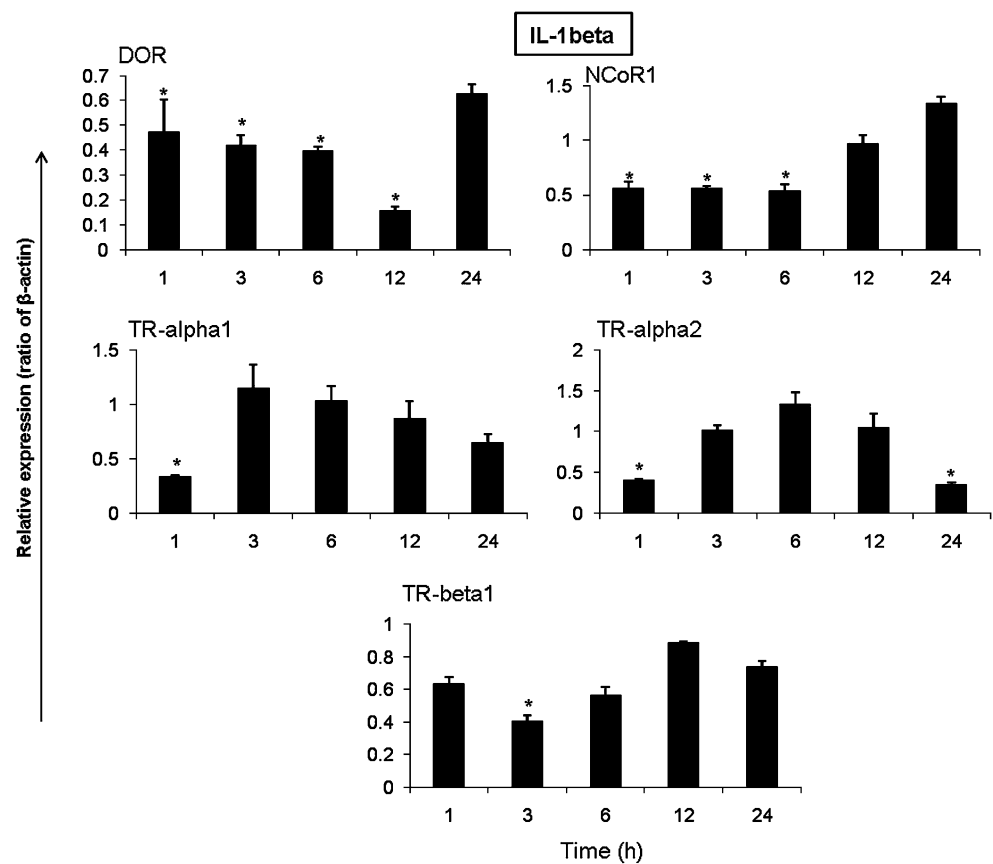 IL-1beta
DOR
0.7
0.6
0.5
0.4
0.3
0.2
0.1
0
* * * *
1 3 6 12 24
NCoR1
1.5
1
0.5
0
* * *
1 3 6 12 24
Relative expression (ratio of β-actin)
TR-alpha1
1.5
1
0.5
0
*
1 3 6 12 24
TR-alpha2
2
1.5
1
0.5
0
* *
1 3 6 12 24
TR-beta1
1
0.8
0.6
0.4
0.2
0
*
1 3 6 12 24
Time (h)